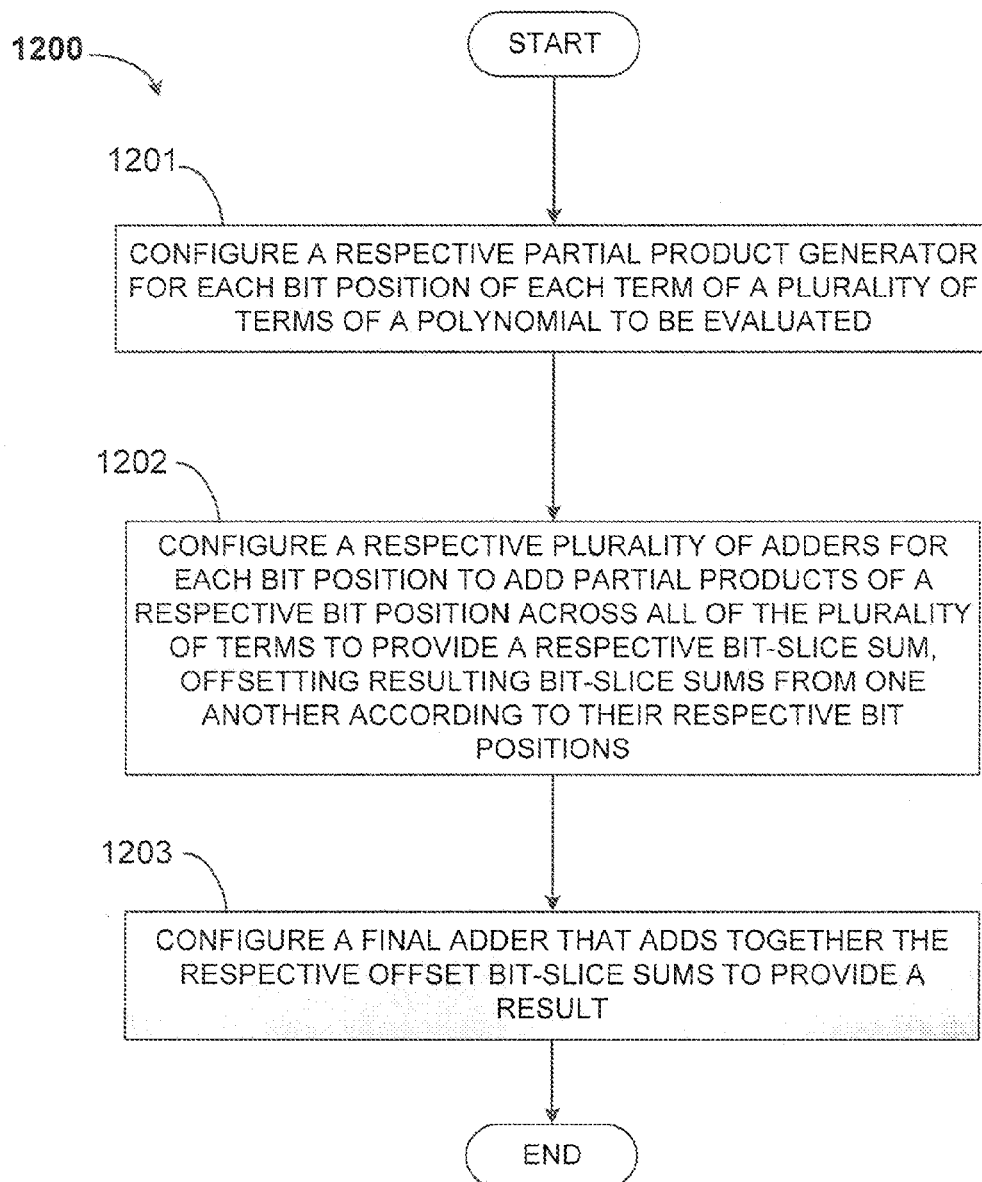 1200
START
1201
CONFIGURE A RESPECTIVE PARTIAL PRODUCT GENERATOR
FOR EACH BIT POSITION OF EACH TERM OF A PLURALITY OF
TERMS OF A POLYNOMIAL TO BE EVALUATED
1202
CONFIGURE A RESPECTIVE PLURALITY OF ADDERS FOR
EACH BIT POSITION TO ADD PARTIAL PRODUCTS OF A
RESPECTIVE BIT POSITION ACROSS ALL OF THE PLURALITY
OF TERMS TO PROVIDE A RESPECTIVE BIT-SLICE SUM,
OFFSETTING RESULTING BIT-SLICE SUMS FROM ONE
ANOTHER ACCORDING TO THEIR RESPECTIVE BIT
POSITIONS
1203
CONFIGURE A FINAL ADDER THAT ADDS TOGETHER THE
RESPECTIVE OFFSET BIT-SLICE SUMS TO PROVIDE A
RESULT
END